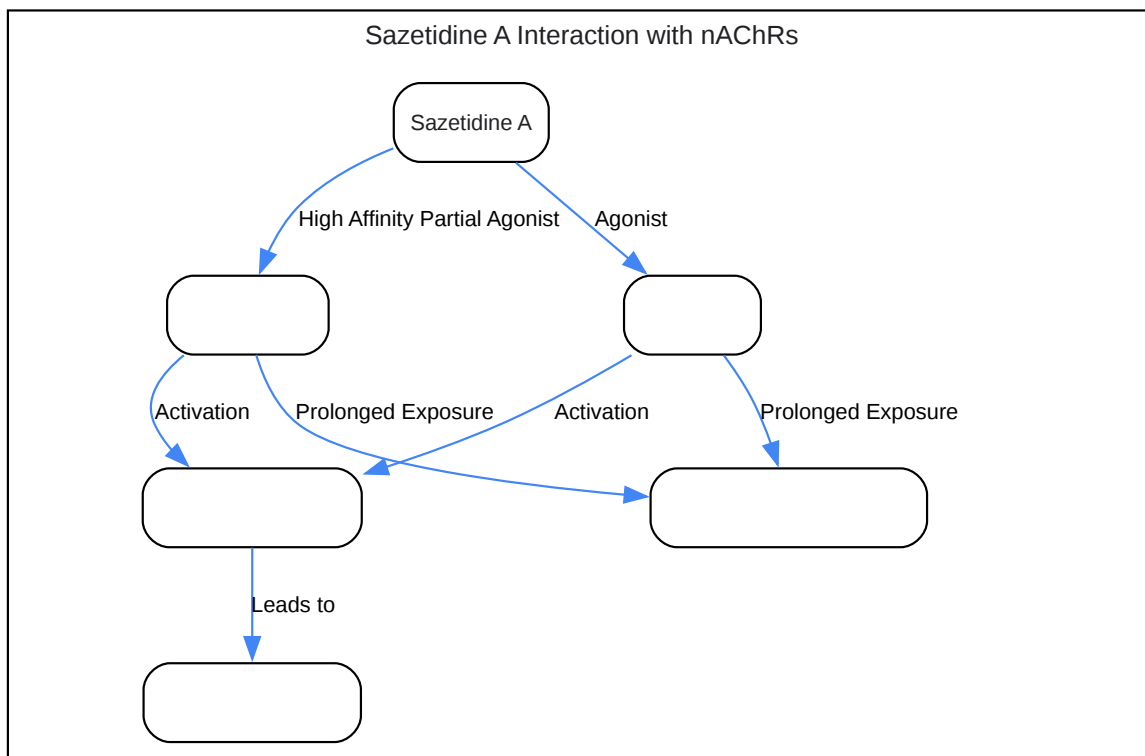 Sazetidine A Interaction with nAChRs
Sazetidine A
High Affinity Partial Agonist
Agonist
Activation
Prolonged Exposure
Activation
Prolonged Exposure
Leads to